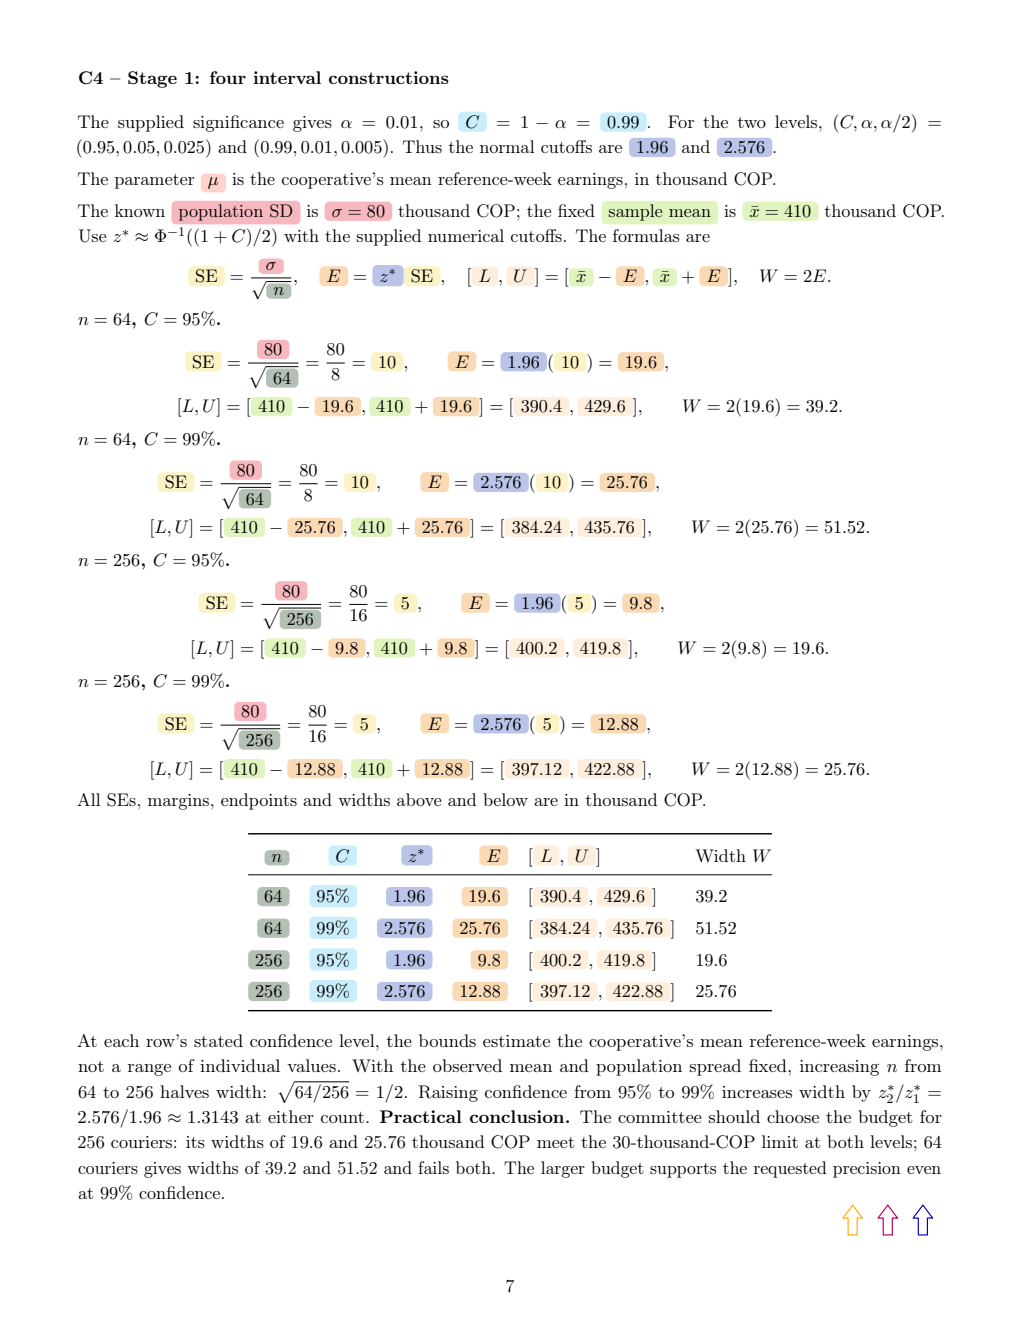 C4 – Stage 1: four interval constructions
The supplied significance gives α = 0.01, so C = 1 − α = 0.99. For the two levels, (C, α, α/2) =
(0.95, 0.05, 0.025) and (0.99, 0.01, 0.005). Thus the normal cutoffs are 1.96 and 2.576.
The parameter μ is the cooperative's mean reference-week earnings, in thousand COP.
The known population SD is σ = 80 thousand COP; the fixed sample mean is x̄ = 410 thousand COP.
Use z* ≈ Φ⁻¹((1 + C)/2) with the supplied numerical cutoffs. The formulas are
SE = σ/√n, E = z* SE, [L, U] = [x̄ − E, x̄ + E], W = 2E.
n = 64, C = 95%.
SE = 80/√64 = 80/8 = 10, E = 1.96(10) = 19.6,
[L, U] = [410 − 19.6, 410 + 19.6] = [390.4, 429.6], W = 2(19.6) = 39.2.
n = 64, C = 99%.
SE = 80/√64 = 80/8 = 10, E = 2.576(10) = 25.76,
[L, U] = [410 − 25.76, 410 + 25.76] = [384.24, 435.76], W = 2(25.76) = 51.52.
n = 256, C = 95%.
SE = 80/√256 = 80/16 = 5, E = 1.96(5) = 9.8,
[L, U] = [410 − 9.8, 410 + 9.8] = [400.2, 419.8], W = 2(9.8) = 19.6.
n = 256, C = 99%.
SE = 80/√256 = 80/16 = 5, E = 2.576(5) = 12.88,
[L, U] = [410 − 12.88, 410 + 12.88] = [397.12, 422.88], W = 2(12.88) = 25.76.
All SEs, margins, endpoints and widths above and below are in thousand COP.
n C z* E [L, U] Width W
64 95% 1.96 19.6 [390.4, 429.6] 39.2
64 99% 2.576 25.76 [384.24, 435.76] 51.52
256 95% 1.96 9.8 [400.2, 419.8] 19.6
256 99% 2.576 12.88 [397.12, 422.88] 25.76
At each row's stated confidence level, the bounds estimate the cooperative's mean reference-week earnings,
not a range of individual values. With the observed mean and population spread fixed, increasing n from
64 to 256 halves width: √(64/256) = 1/2. Raising confidence from 95% to 99% increases width by z₂*/z₁* =
2.576/1.96 ≈ 1.3143 at either count. Practical conclusion. The committee should choose the budget for
256 couriers: its widths of 19.6 and 25.76 thousand COP meet the 30-thousand-COP limit at both levels; 64
couriers gives widths of 39.2 and 51.52 and fails both. The larger budget supports the requested precision even
at 99% confidence.
7